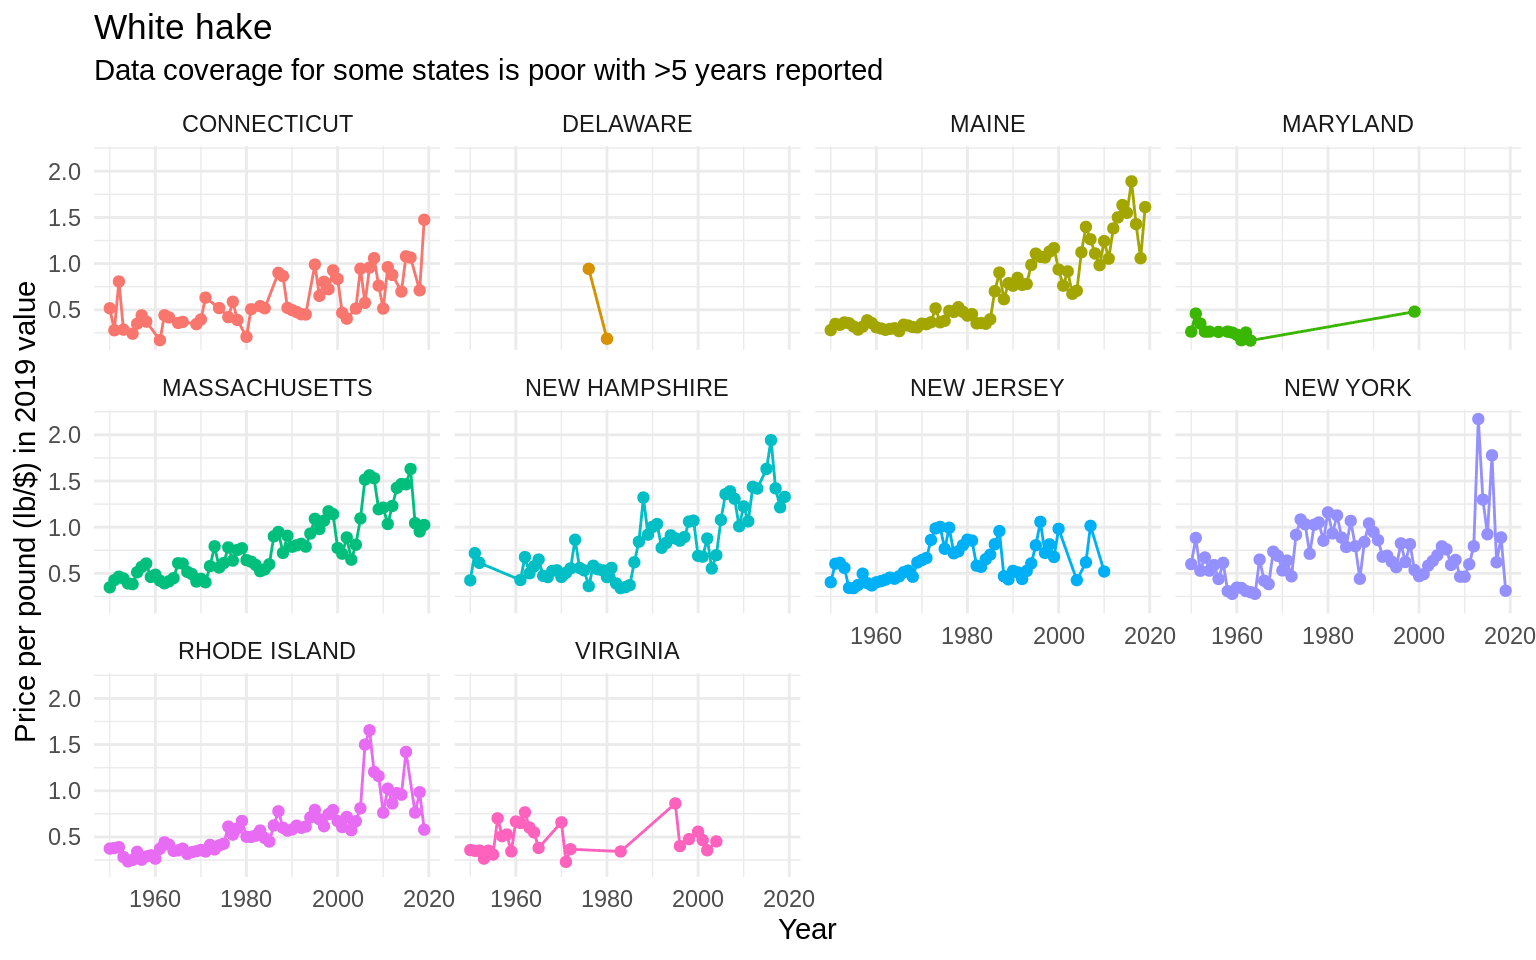 White hake
Data coverage for some states is poor with >5 years reported
Price per pound (lb/$) in 2019 value
CONNECTICUT DELAWARE MAINE MARYLAND
2.0
1.5
1.0
0.5
MASSACHUSETTS NEW HAMPSHIRE NEW JERSEY NEW YORK
2.0
1.5
1.0
0.5
1960 1980 2000 2020 1960 1980 2000 2020
RHODE ISLAND VIRGINIA
2.0
1.5
1.0
0.5
1960 1980 2000 2020 1960 1980 2000 2020
Year